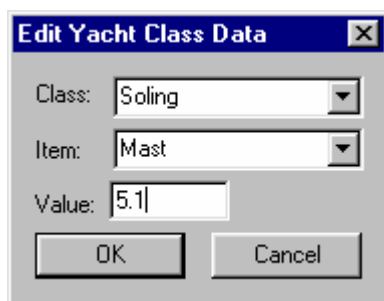 Edit Yacht Class Data
Class: Soling
Item: Mast
Value: 5.1
OK Cancel